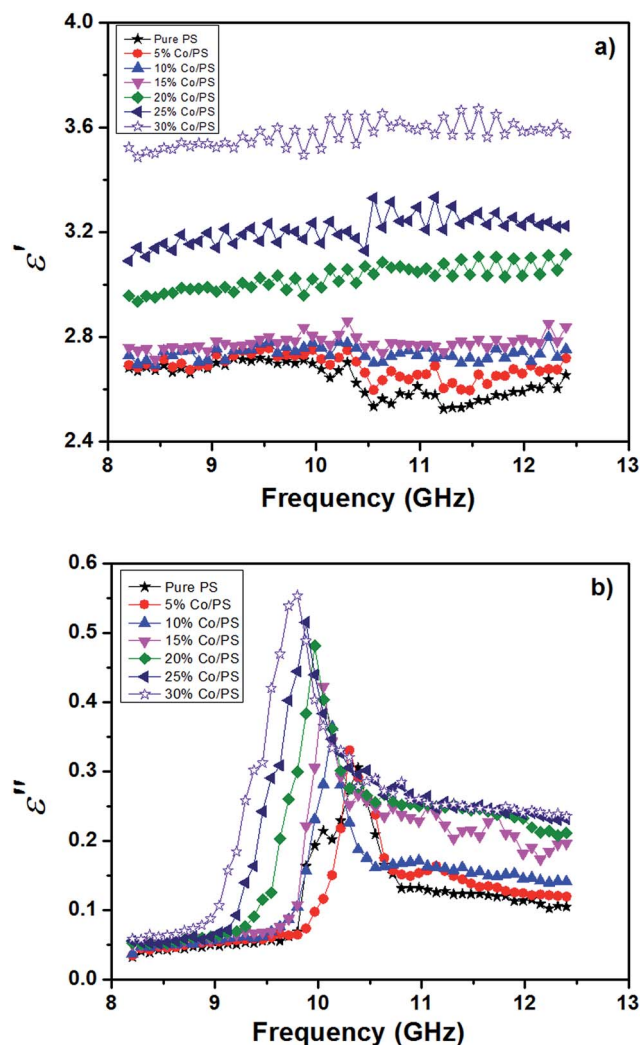 4.0
3.6
3.2
2.8
2.4
ε'
Pure PS
5% Co/PS
10% Co/PS
15% Co/PS
20% Co/PS
25% Co/PS
30% Co/PS
a)
8 9 10 11 12 13
Frequency (GHz)
0.6
0.5
0.4
0.3
0.2
0.1
0.0
ε"
Pure PS
5% Co/PS
10% Co/PS
15% Co/PS
20% Co/PS
25% Co/PS
30% Co/PS
b)
8 9 10 11 12 13
Frequency (GHz)